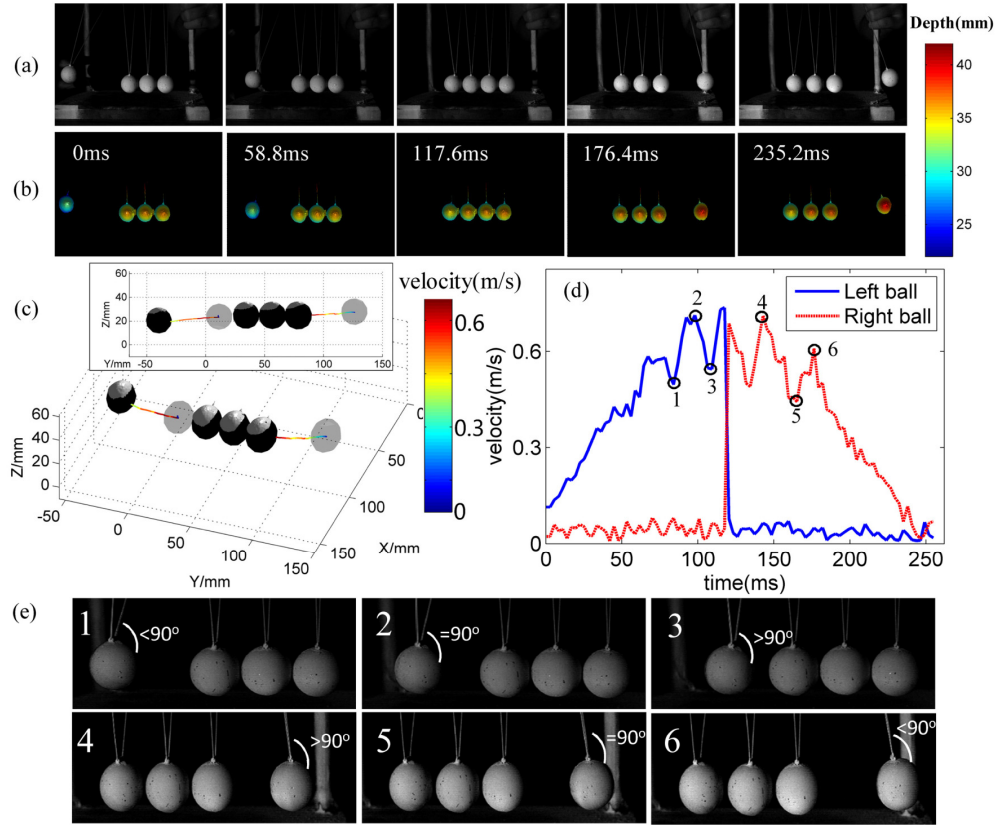 Depth(mm)
(a)
40
35
30
25
(b)
0ms 58.8ms 117.6ms 176.4ms 235.2ms
(c)
60
40
20
0
Z/mm
Y/mm -50 0 50 100 150
velocity(m/s)
0.6
0.3
0
60
40
20
0
Z/mm
-50
0
50
100
150
Y/mm
0
50
100
150
X/mm
(d)
Left ball
Right ball
0.6
0.3
0
velocity(m/s)
0 50 100 150 200 250
time(ms)
1
2
3
4
5
6
(e)
1 <90° 2 =90° 3 >90°
4 >90° 5 =90° 6 <90°